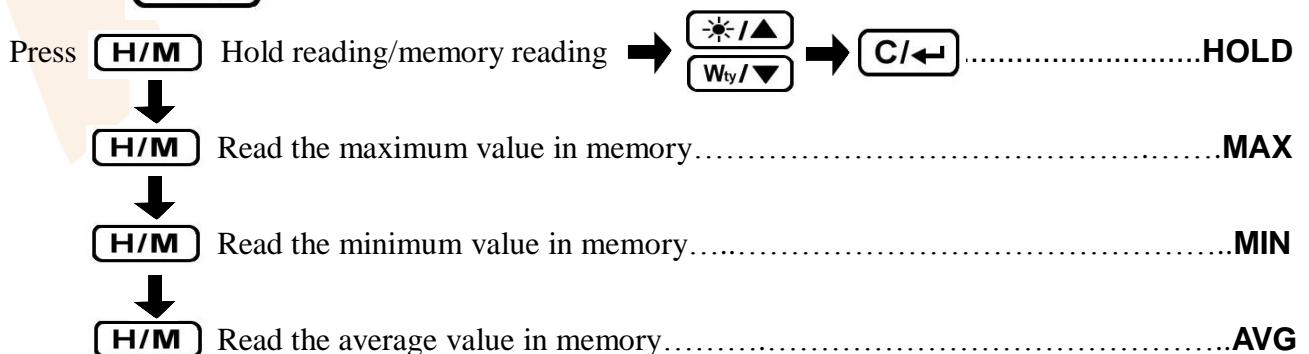 Press H/M Hold reading/memory reading ☀/▲ C/↵ ...........................HOLD
Wty/▼
H/M Read the maximum value in memory…………………………………….…….MAX
H/M Read the minimum value in memory…..………………………………………………..MIN
H/M Read the average value in memory……….………………………………………………AVG